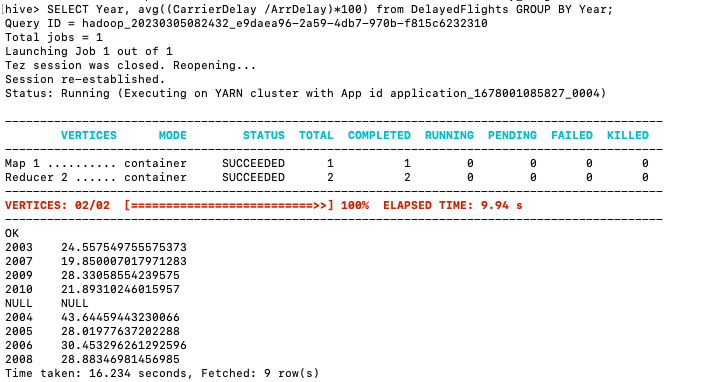 hive> SELECT Year, avg((CarrierDelay /ArrDelay)*100) from DelayedFlights GROUP BY Year;
Query ID = hadoop_20230305082432_e9daea96-2a59-4db7-970b-f815c6232310
Total jobs = 1
Launching Job 1 out of 1
Tez session was closed. Reopening...
Session re-established.
Status: Running (Executing on YARN cluster with App id application_1678001085827_0004)
VERTICES MODE STATUS TOTAL COMPLETED RUNNING PENDING FAILED KILLED
Map 1 .......... container SUCCEEDED 1 1 0 0 0 0
Reducer 2 ...... container SUCCEEDED 2 2 0 0 0 0
VERTICES: 02/02 [==========================>>] 100% ELAPSED TIME: 9.94 s
OK
2003 24.557549755575373
2007 19.850007017971283
2009 28.33058554239575
2010 21.89310246015957
NULL NULL
2004 43.64459443230066
2005 28.01977637202288
2006 30.453296261292596
2008 28.88346981456985
Time taken: 16.234 seconds, Fetched: 9 row(s)